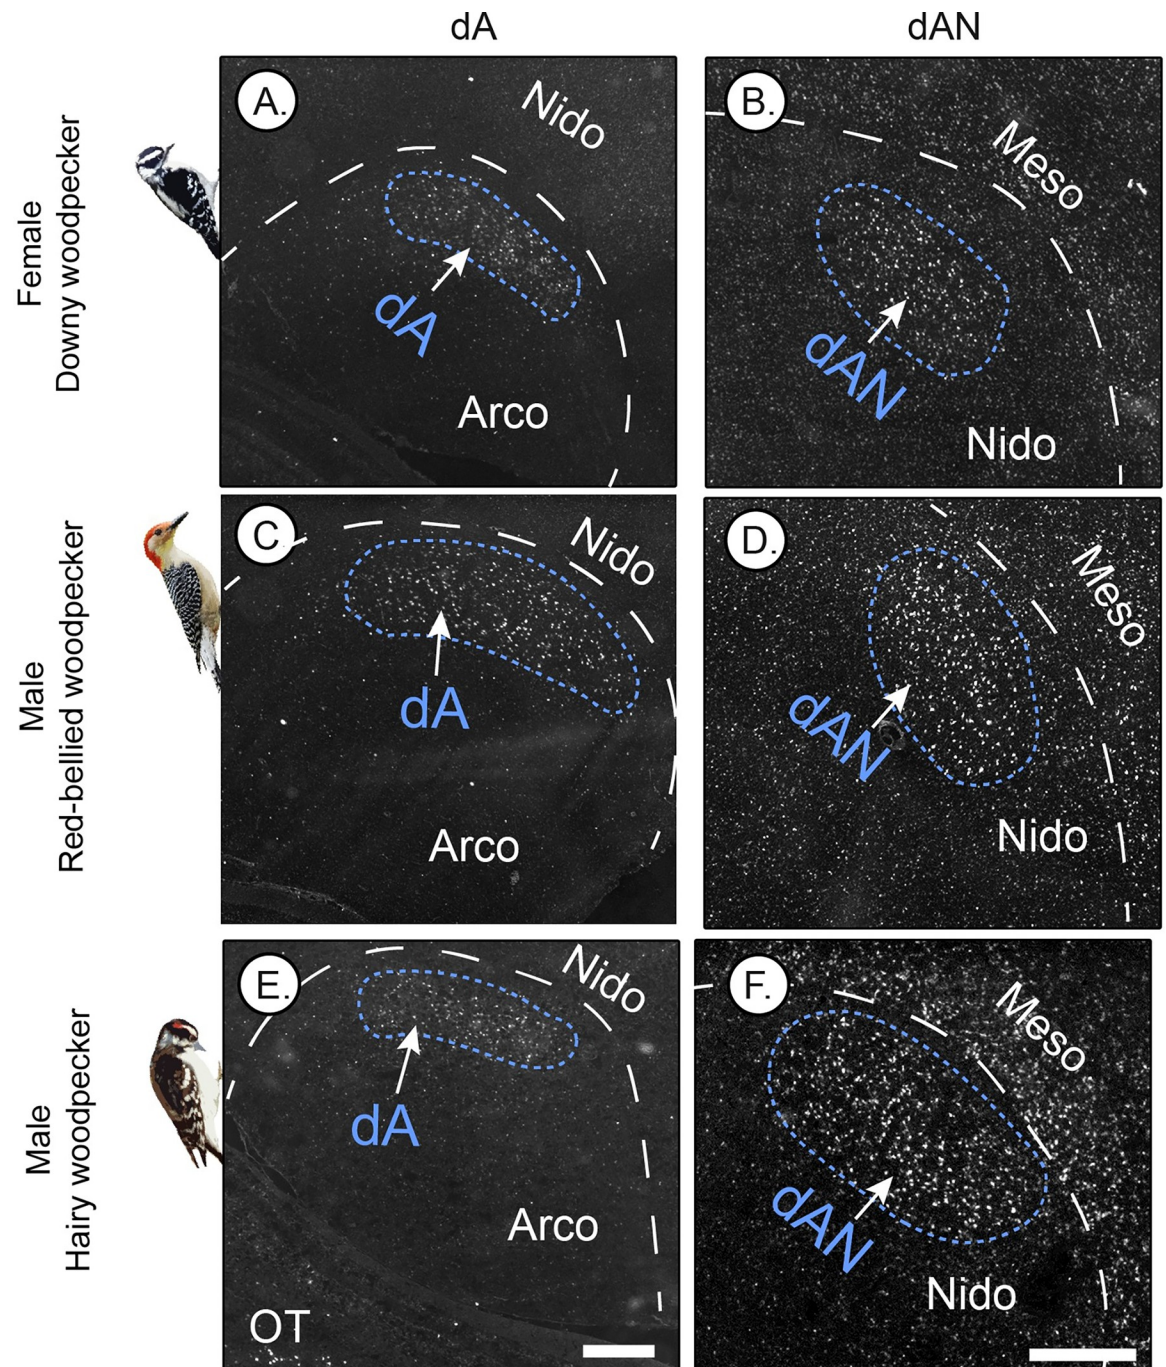 dA
dAN
Female
Downy woodpecker
A.
Nido
dA
Arco
B.
Meso
dAN
Nido
Male
Red-bellied woodpecker
C.
Nido
dA
Arco
D.
Meso
dAN
Nido
Male
Hairy woodpecker
E.
Nido
dA
Arco
OT
F.
Meso
dAN
Nido